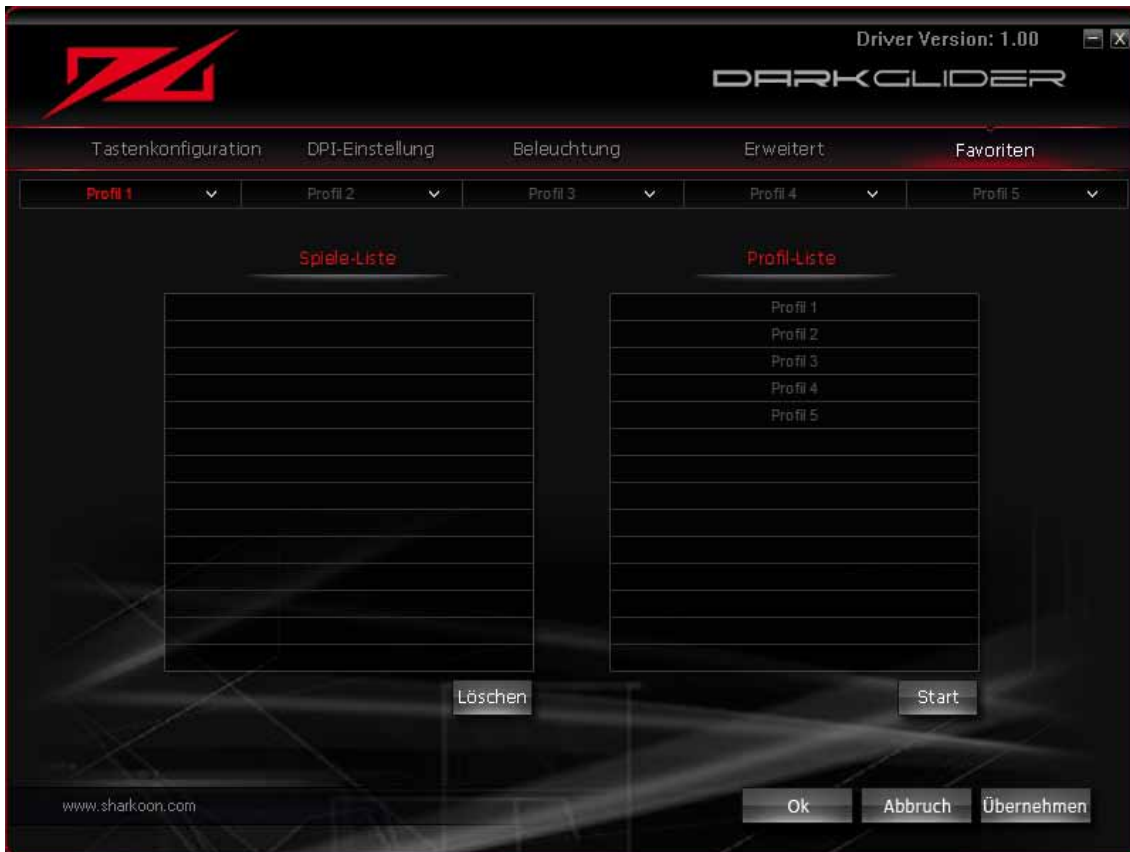 Driver Version: 1.00
DARKGLIDER
Tastenkonfiguration DPI-Einstellung Beleuchtung Erweitert Favoriten
Profil 1 Profil 2 Profil 3 Profil 4 Profil 5
Spiele-Liste Profil-Liste
Profil 1
Profil 2
Profil 3
Profil 4
Profil 5
Löschen Start
www.sharkoon.com Ok Abbruch Übernehmen